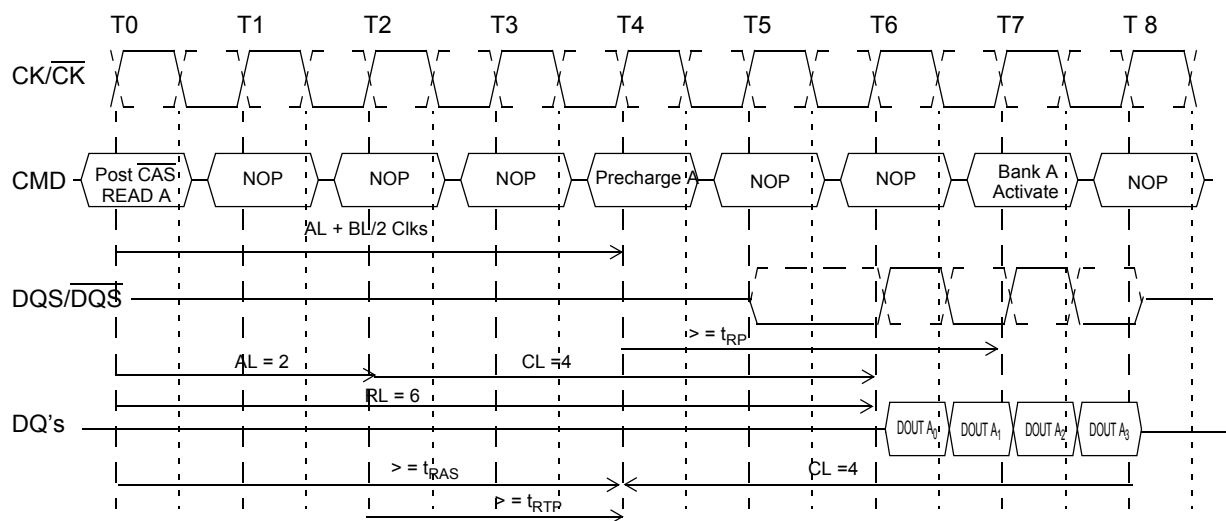 T0 T1 T2 T3 T4 T5 T6 T7 T 8
CK/CK
CMD
Post CAS
READ A
NOP
NOP
NOP
Precharge A
NOP
NOP
Bank A
Activate
NOP
AL + BL/2 Clks
DQS/DQS
> = tRP
AL = 2
CL =4
RL = 6
DQ's
DOUT A0
DOUT A1
DOUT A2
DOUT A3
> = tRAS
CL =4
> = tRTP